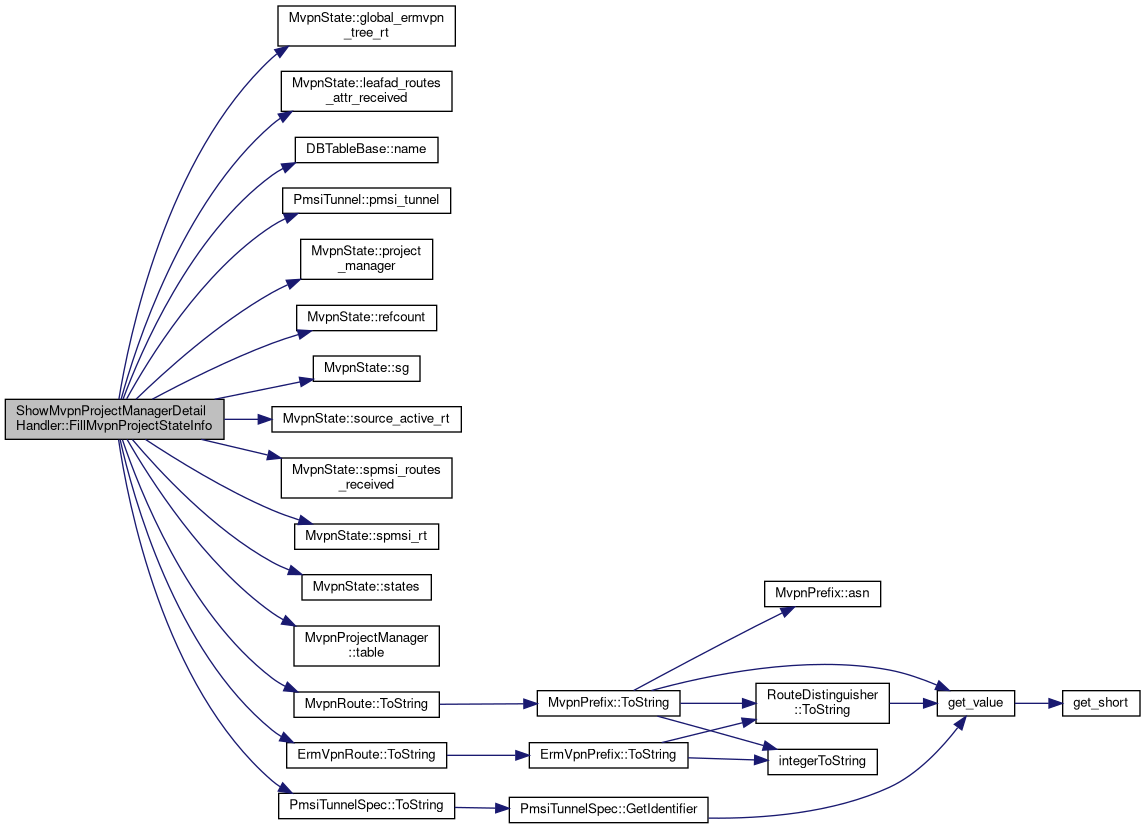 MvpnState::global_ermvpn
_tree_rt
MvpnState::leafad_routes
_attr_received
DBTableBase::name
PmsiTunnel::pmsi_tunnel
MvpnState::project
_manager
MvpnState::refcount
MvpnState::sg
ShowMvpnProjectManagerDetail
Handler::FillMvpnProjectStateInfo
MvpnState::source_active_rt
MvpnState::spmsi_routes
_received
MvpnState::spmsi_rt
MvpnState::states
MvpnProjectManager
::table
MvpnRoute::ToString
ErmVpnRoute::ToString
PmsiTunnelSpec::ToString
MvpnPrefix::ToString
ErmVpnPrefix::ToString
PmsiTunnelSpec::GetIdentifier
MvpnPrefix::asn
RouteDistinguisher
::ToString
integerToString
get_value
get_short